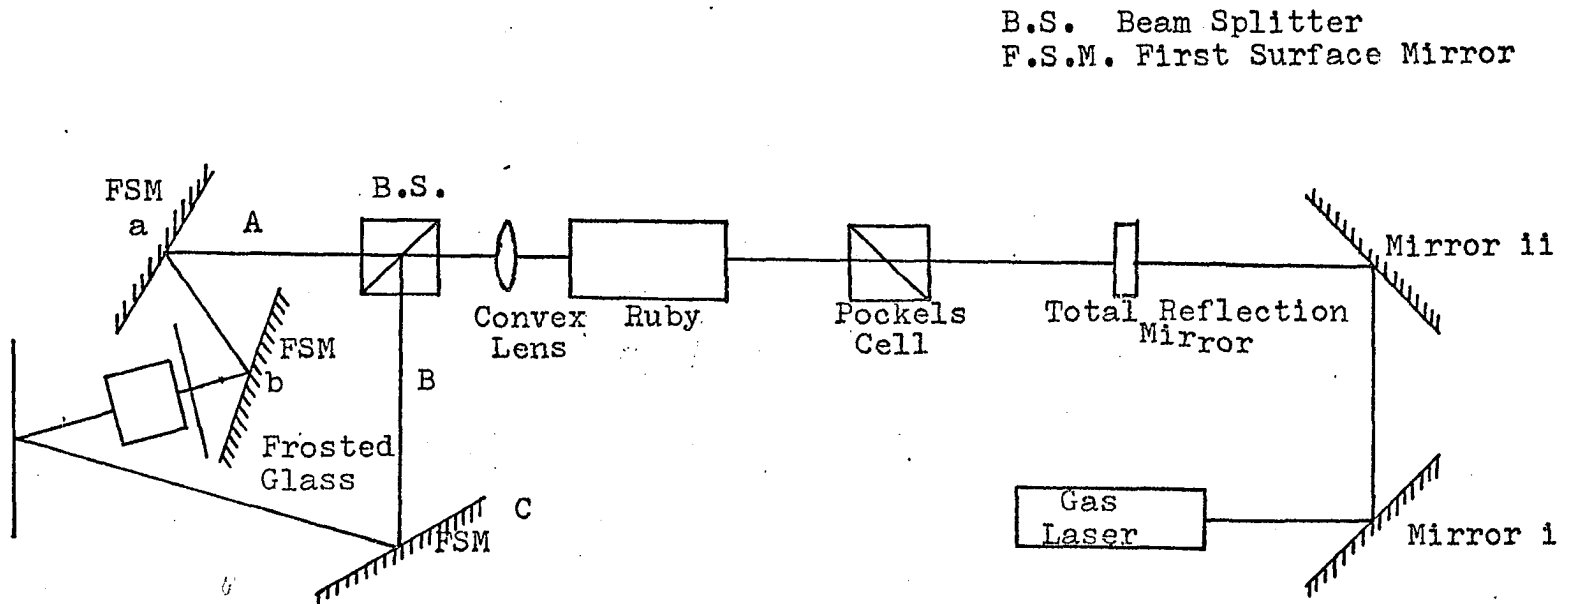 B.S. Beam Splitter
F.S.M. First Surface Mirror
FSM
a
A
B.S.
Convex
Lens
Ruby
Pockels
Cell
Total Reflection
Mirror
Mirror ii
FSM
b
B
Frosted
Glass
C
FSM
Gas
Laser
Mirror i